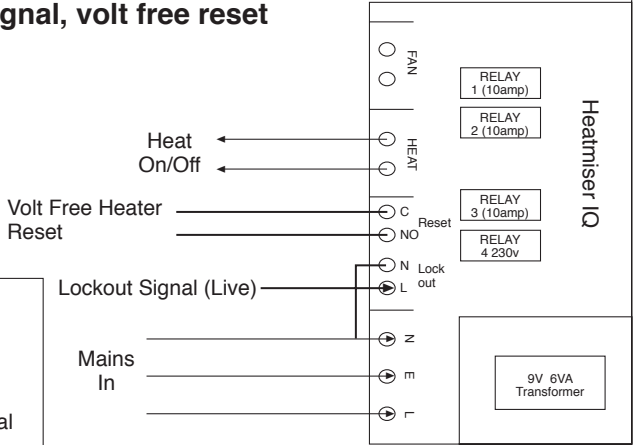 gnal, volt free reset
FAN
RELAY
1 (10amp)
RELAY
2 (10amp)
Heatmiser IQ
Heat
On/Off
HEAT
Volt Free Heater
Reset
C
NO
Reset
RELAY
3 (10amp)
RELAY
4 230v
Lockout Signal (Live)
N
L
Lock
out
Mains
In
N
E
L
9V 6VA
Transformer
al